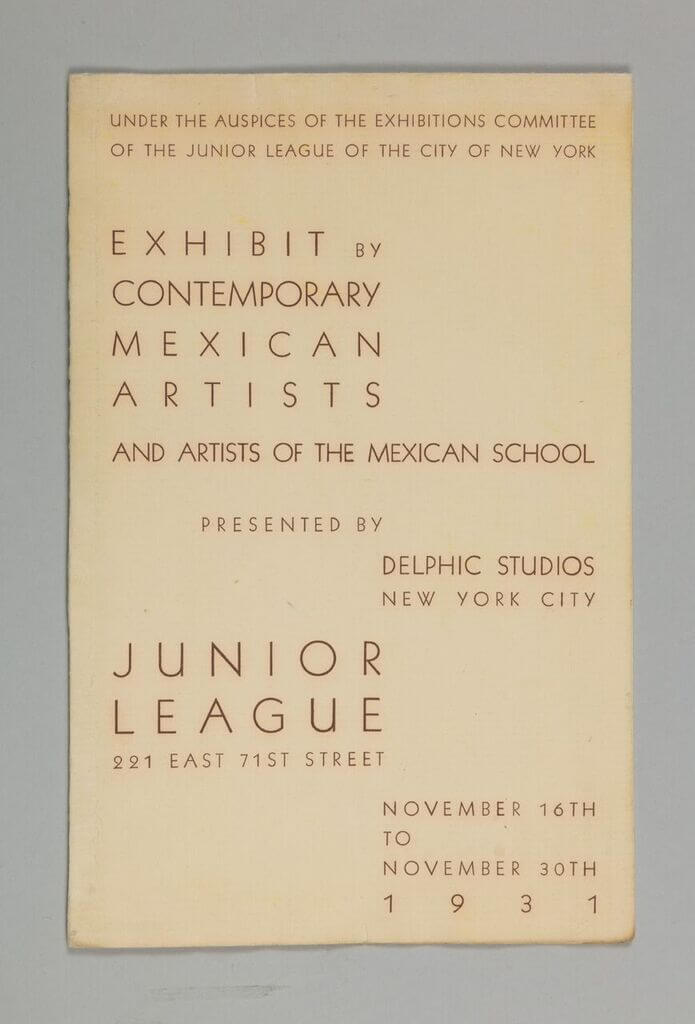 UNDER THE AUSPICES OF THE EXHIBITIONS COMMITTEE
OF THE JUNIOR LEAGUE OF THE CITY OF NEW YORK
EXHIBIT BY
CONTEMPORARY
MEXICAN
ARTISTS
AND ARTISTS OF THE MEXICAN SCHOOL
PRESENTED BY
DELPHIC STUDIOS
NEW YORK CITY
JUNIOR
LEAGUE
221 EAST 71ST STREET
NOVEMBER 16TH
TO
NOVEMBER 30TH
1931